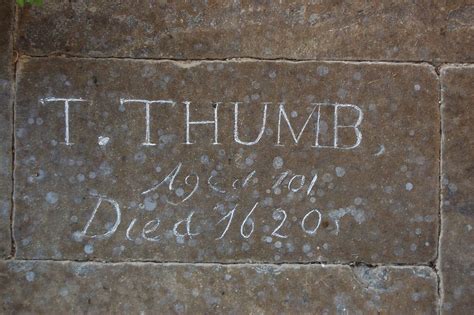 T. THUMB,
Aged 101
Died 1620